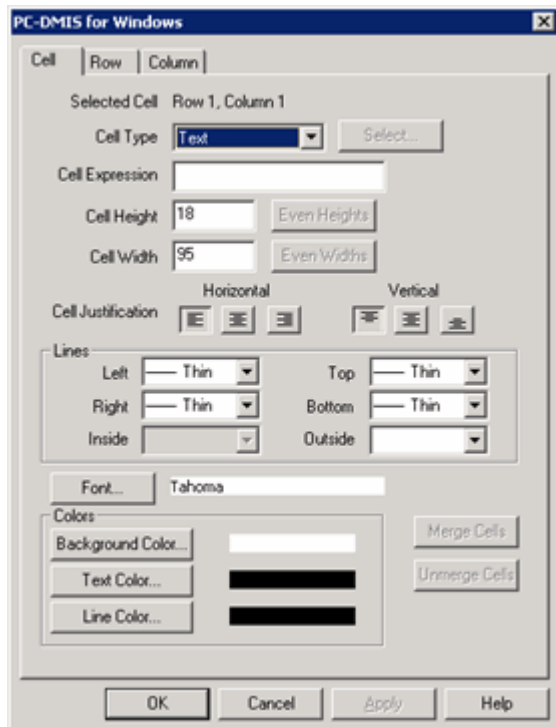 PC-DMIS for Windows
Cell Row Column
Selected Cell Row 1, Column 1
Cell Type Text Select...
Cell Expression
Cell Height 18 Even Heights
Cell Width 95 Even Widths
Horizontal Vertical
Cell Justification
Lines
Left Thin Top Thin
Right Thin Bottom Thin
Inside Outside
Font... Tahoma
Colors
Background Color... Merge Cells
Text Color... Unmerge Cells
Line Color...
OK Cancel Apply Help